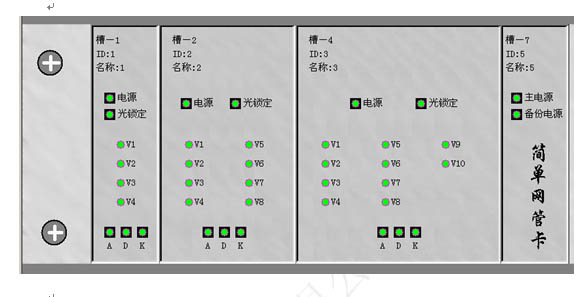 槽一1
ID:1
名称:1
电源
光锁定
V1
V2
V3
V4
A D K
槽一2
ID:2
名称:2
电源 光锁定
V1 V5
V2 V6
V3 V7
V4 V8
A D K
槽一4
ID:3
名称:3
电源 光锁定
V1 V5 V9
V2 V6 V10
V3 V7
V4 V8
A D K
槽一7
ID:5
名称:5
主电源
备份电源
简单网管卡